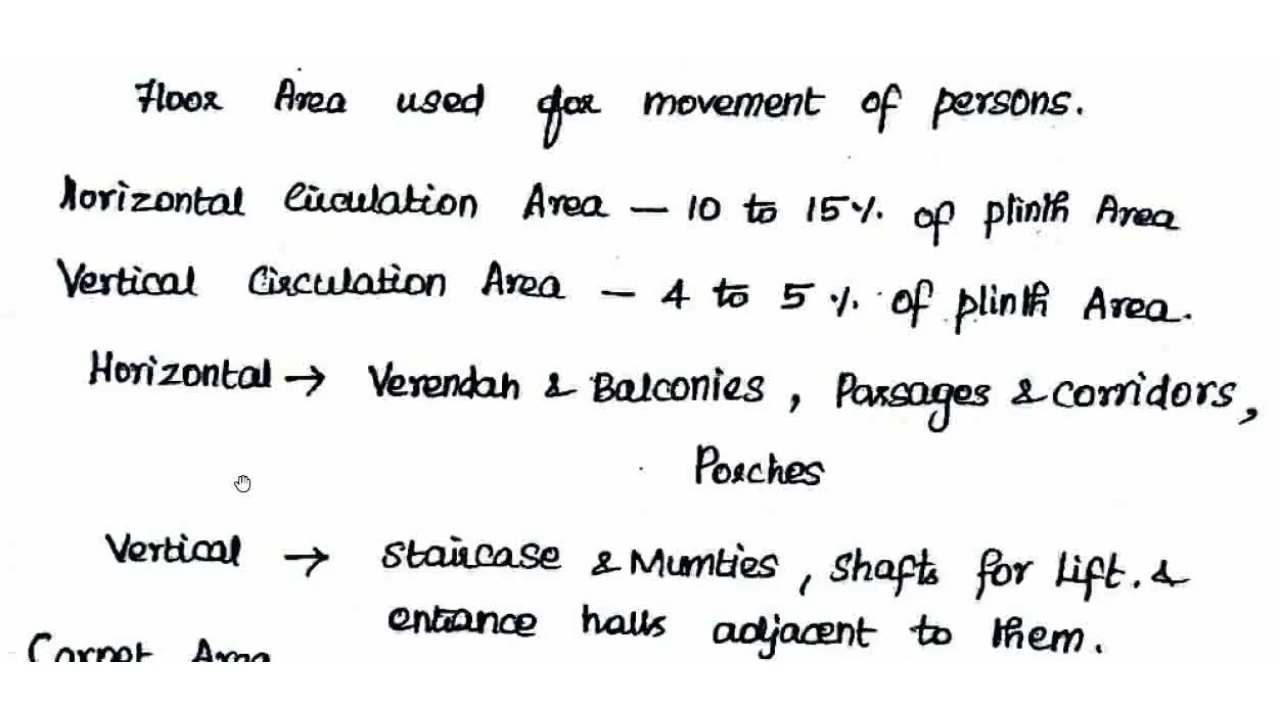 Floor Area used for movement of persons.
Horizontal Circulation Area – 10 to 15% of plinth Area
Vertical Circulation Area – 4 to 5 % of plinth Area.
Horizontal → Verendah & Balconies , Passages & corridors,
Porches
Vertical → Staircase & Mumties , shafts for Lift. &
entrance halls adjacent to them.
Carpet Area